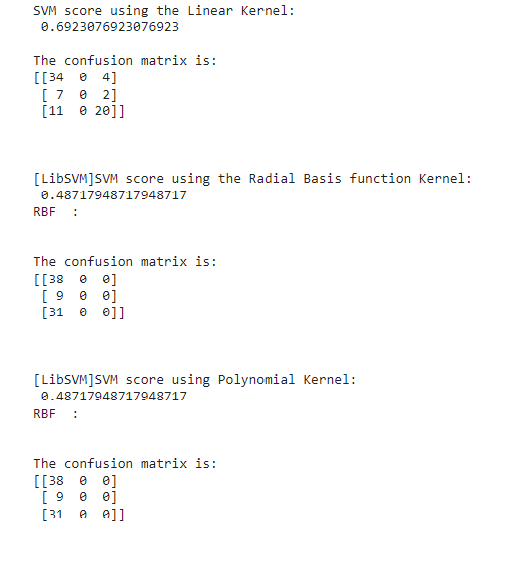 SVM score using the Linear Kernel:
0.6923076923076923
The confusion matrix is:
[[34 0 4]
[ 7 0 2]
[11 0 20]]
[LibSVM]SVM score using the Radial Basis function Kernel:
0.48717948717948717
RBF :
The confusion matrix is:
[[38 0 0]
[ 9 0 0]
[31 0 0]]
[LibSVM]SVM score using Polynomial Kernel:
0.48717948717948717
RBF :
The confusion matrix is:
[[38 0 0]
[ 9 0 0]
[31 0 0]]